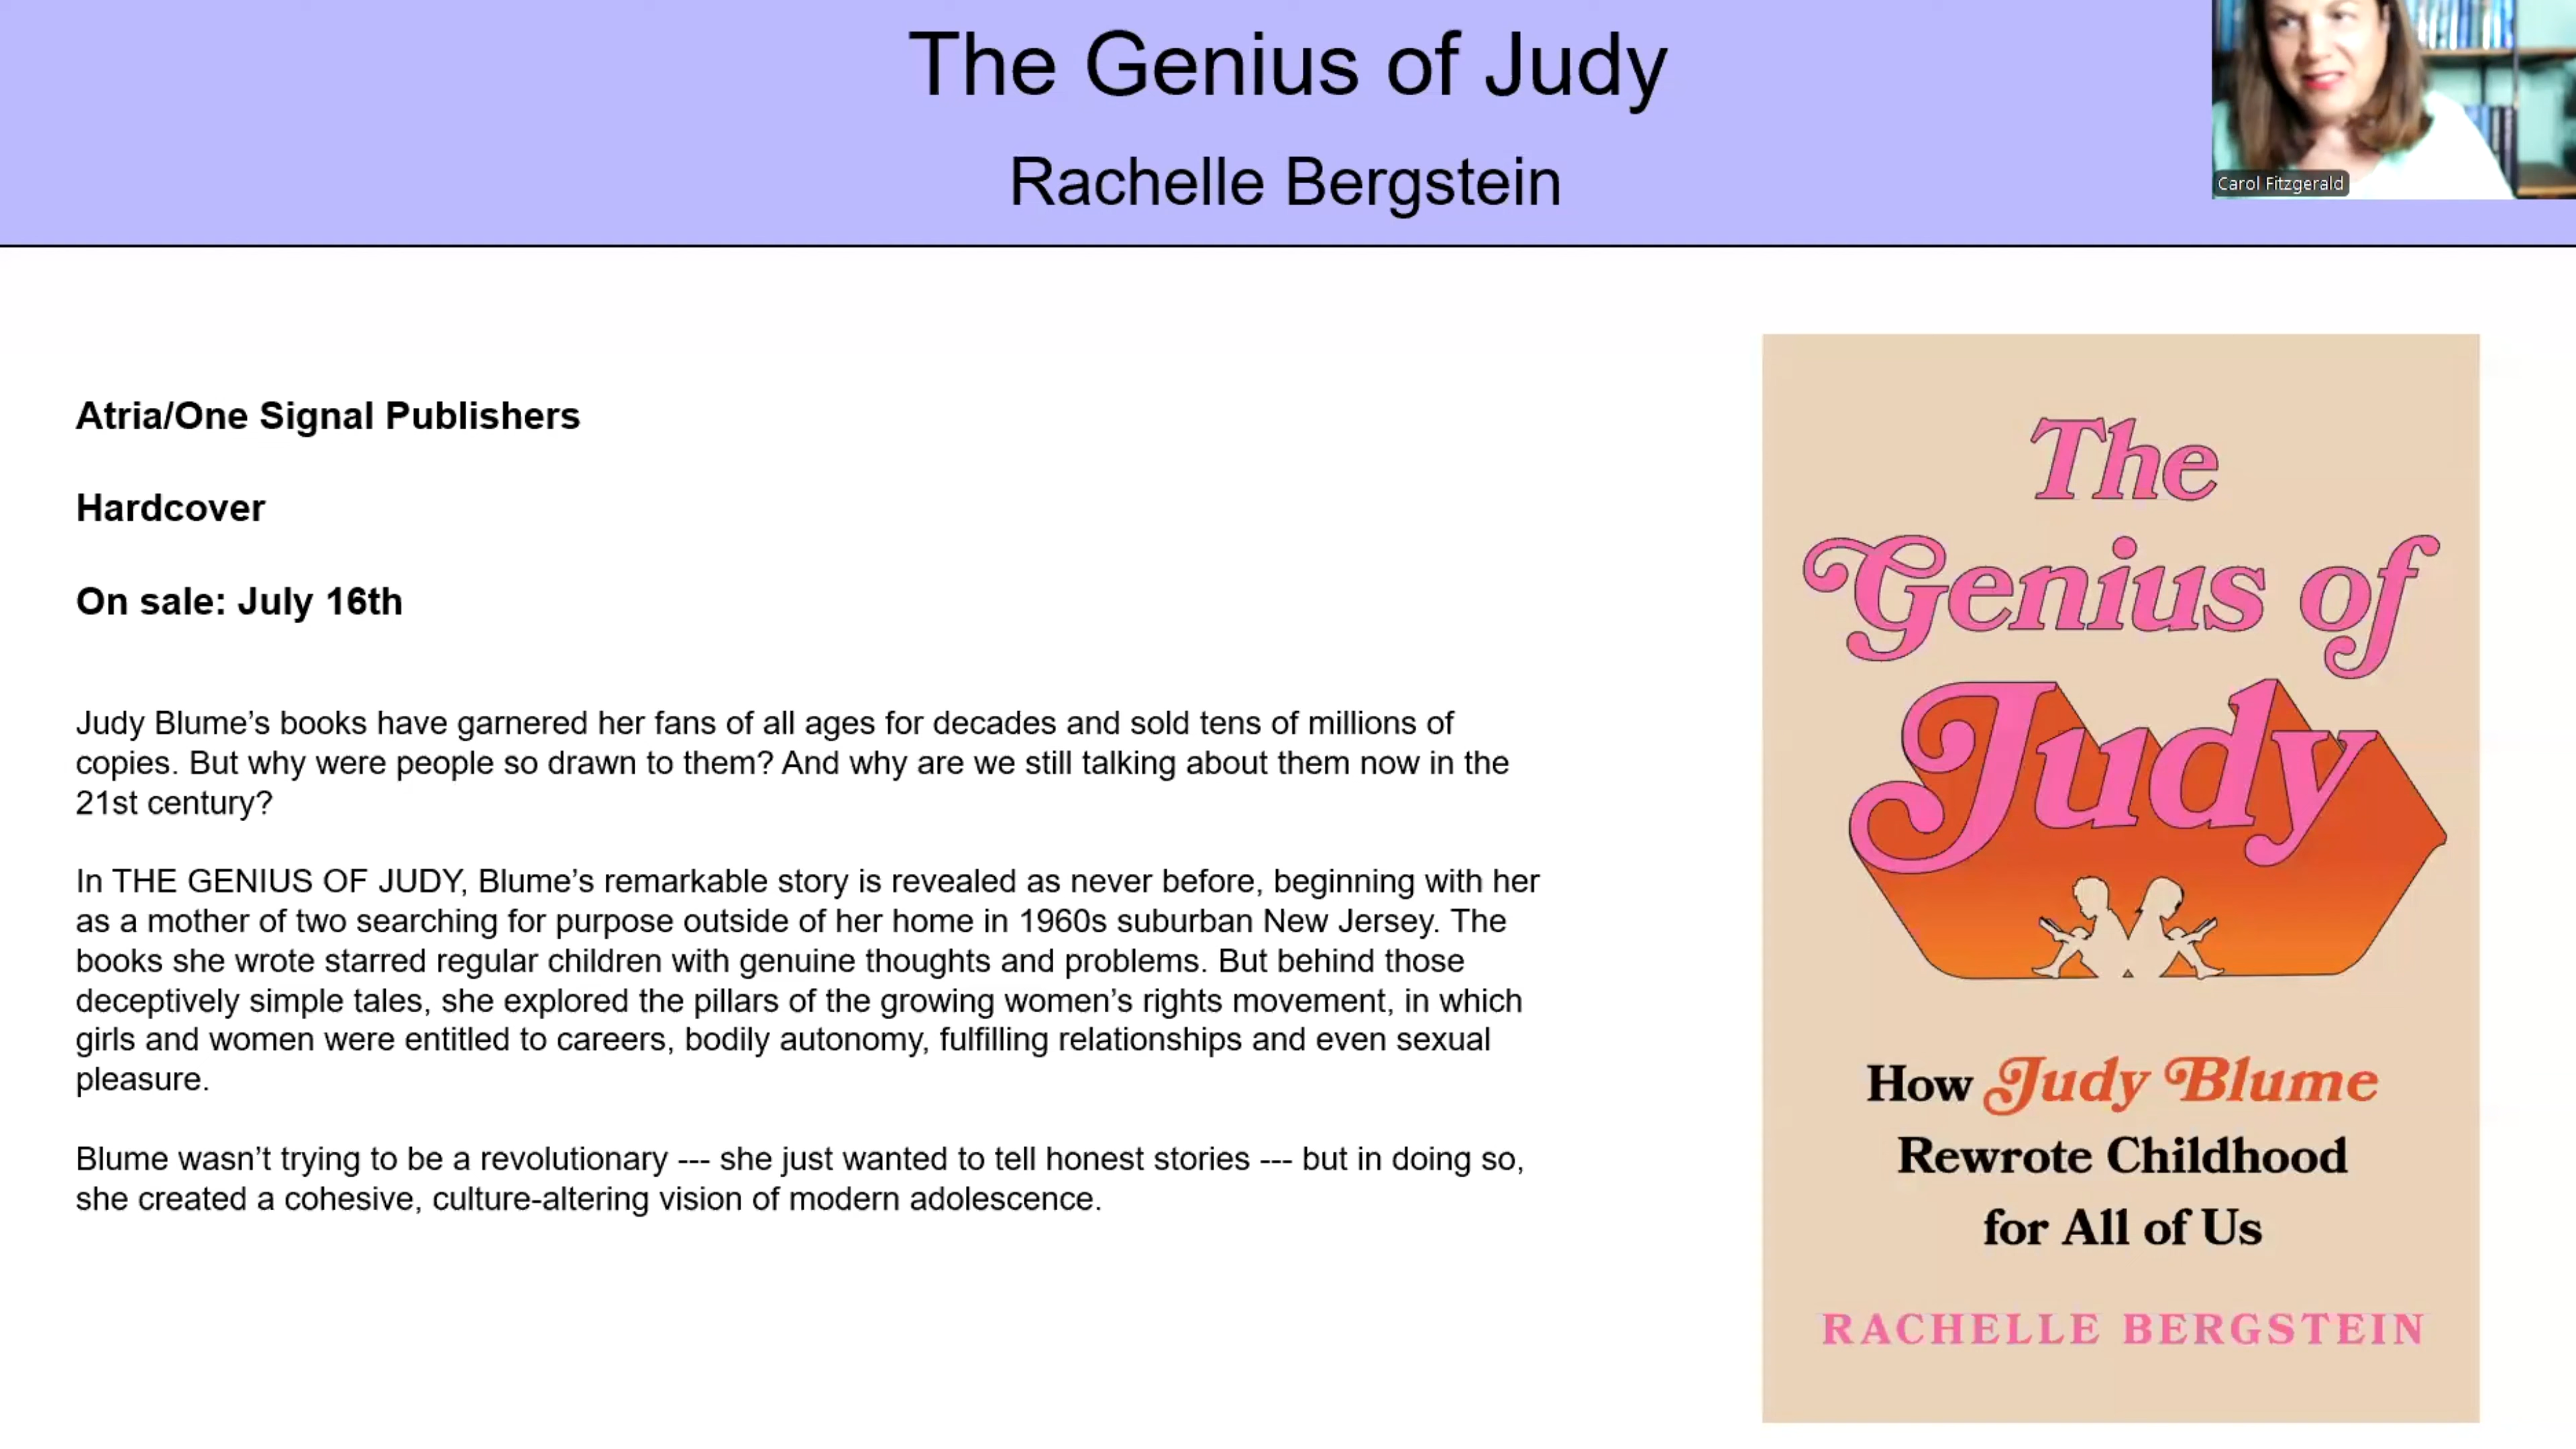 The Genius of Judy
Rachelle Bergstein
Carol Fitzgerald
Atria/One Signal Publishers
Hardcover
On sale: July 16th
Judy Blume’s books have garnered her fans of all ages for decades and sold tens of millions of
copies. But why were people so drawn to them? And why are we still talking about them now in the
21st century?
In THE GENIUS OF JUDY, Blume’s remarkable story is revealed as never before, beginning with her
as a mother of two searching for purpose outside of her home in 1960s suburban New Jersey. The
books she wrote starred regular children with genuine thoughts and problems. But behind those
deceptively simple tales, she explored the pillars of the growing women’s rights movement, in which
girls and women were entitled to careers, bodily autonomy, fulfilling relationships and even sexual
pleasure.
Blume wasn’t trying to be a revolutionary --- she just wanted to tell honest stories --- but in doing so,
she created a cohesive, culture-altering vision of modern adolescence.
The
Genius of
Judy
How Judy Blume
Rewrote Childhood
for All of Us
RACHELLE BERGSTEIN